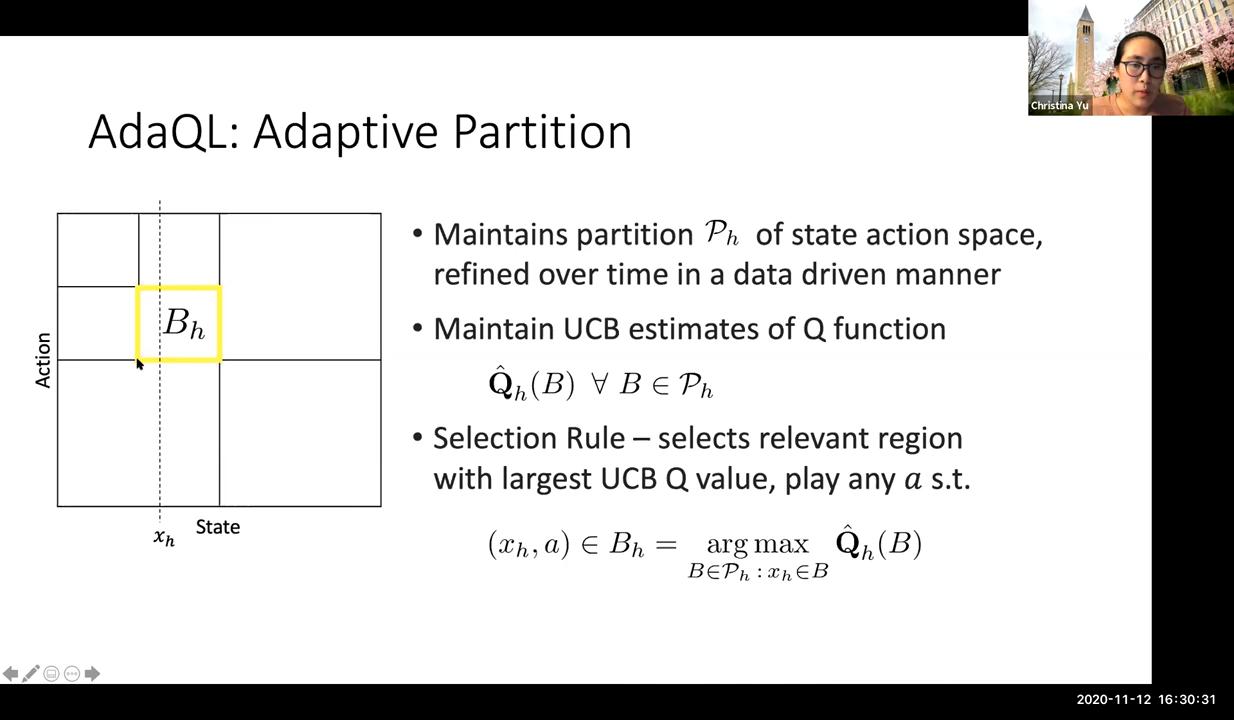 Christina Yu
AdaQL: Adaptive Partition
Action
B_h
x_h
State
• Maintains partition 𝒫_h of state action space,
refined over time in a data driven manner
• Maintain UCB estimates of Q function
Q̂_h(B) ∀ B ∈ 𝒫_h
• Selection Rule – selects relevant region
with largest UCB Q value, play any a s.t.
(x_h, a) ∈ B_h = arg max Q̂_h(B)
B∈𝒫_h : x_h∈B
2020-11-12 16:30:31